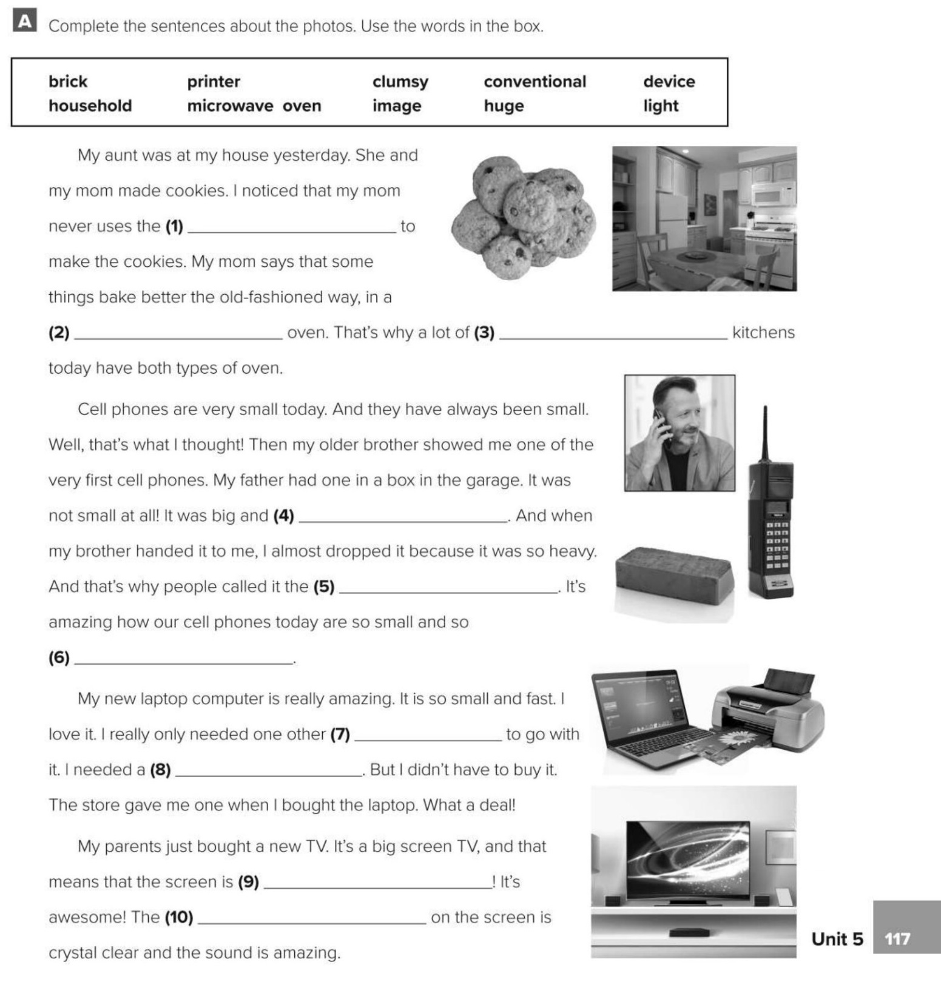 A Complete the sentences about the photos. Use the words in the box.
brick printer clumsy conventional device
household microwave oven image huge light
My aunt was at my house yesterday. She and
my mom made cookies. I noticed that my mom
never uses the (1) ______ to
make the cookies. My mom says that some
things bake better the old-fashioned way, in a
(2) ______ oven. That's why a lot of (3) ______ kitchens
today have both types of oven.
Cell phones are very small today. And they have always been small.
Well, that's what I thought! Then my older brother showed me one of the
very first cell phones. My father had one in a box in the garage. It was
not small at all! It was big and (4) ______. And when
my brother handed it to me, I almost dropped it because it was so heavy.
And that's why people called it the (5) ______. It's
amazing how our cell phones today are so small and so
(6) ______.
My new laptop computer is really amazing. It is so small and fast. I
love it. I really only needed one other (7) ______ to go with
it. I needed a (8) ______. But I didn't have to buy it.
The store gave me one when I bought the laptop. What a deal!
My parents just bought a new TV. It's a big screen TV, and that
means that the screen is (9) ______! It's
awesome! The (10) ______ on the screen is
crystal clear and the sound is amazing.
Unit 5 117